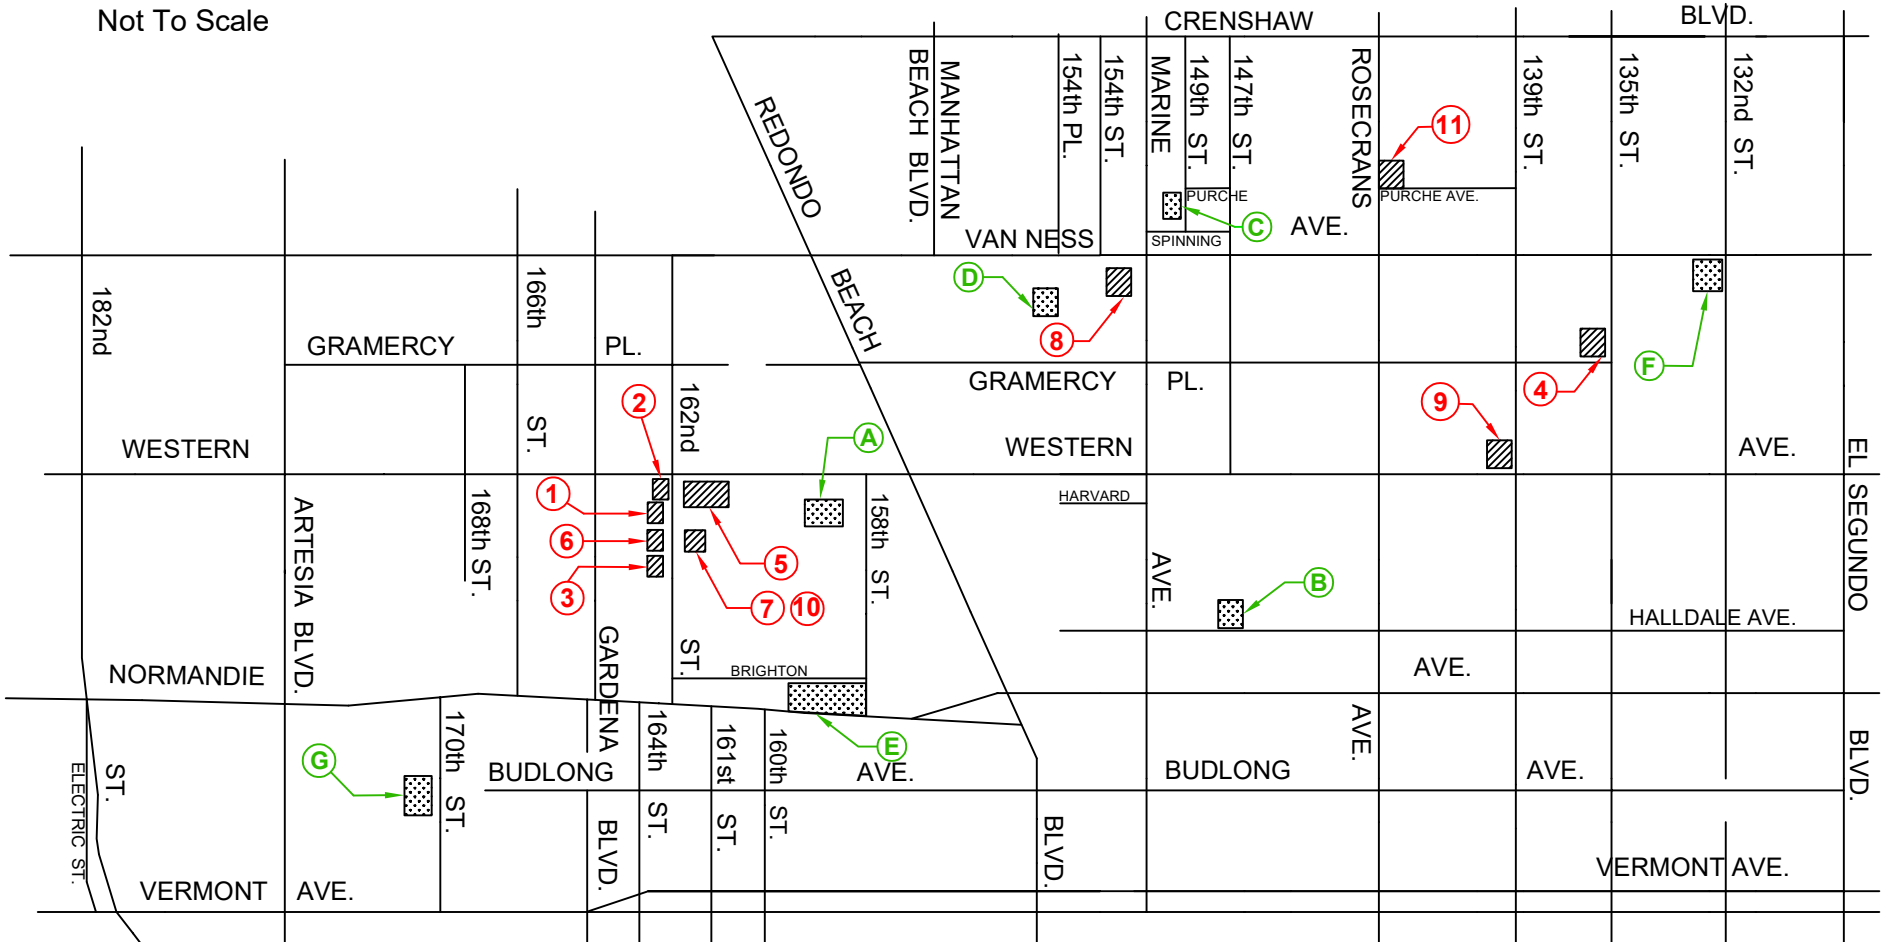 Not To Scale
CRENSHAW
BLVD.
REDONDO
BEACH
BLVD.
MANHATTAN
BEACH BLVD.
154th PL.
154th ST.
MARINE
AVE.
149th ST.
147th ST.
ROSECRANS
AVE.
139th ST.
135th ST.
132nd ST.
11
PURCHE
PURCHE AVE.
C
SPINNING
VAN NESS
AVE.
182nd
ST.
166th
ST.
D
8
F
GRAMERCY
PL.
GRAMERCY
PL.
4
9
2
162nd
ST.
A
WESTERN
WESTERN
AVE.
EL SEGUNDO
BLVD.
ARTESIA BLVD.
168th ST.
1
6
3
5
7
10
158th ST.
HARVARD
B
HALLDALE AVE.
GARDENA
BLVD.
BRIGHTON
NORMANDIE
AVE.
E
G
170th ST.
164th ST.
161st ST.
160th ST.
BUDLONG
AVE.
BUDLONG
AVE.
ELECTRIC ST.
VERMONT AVE.
VERMONT AVE.